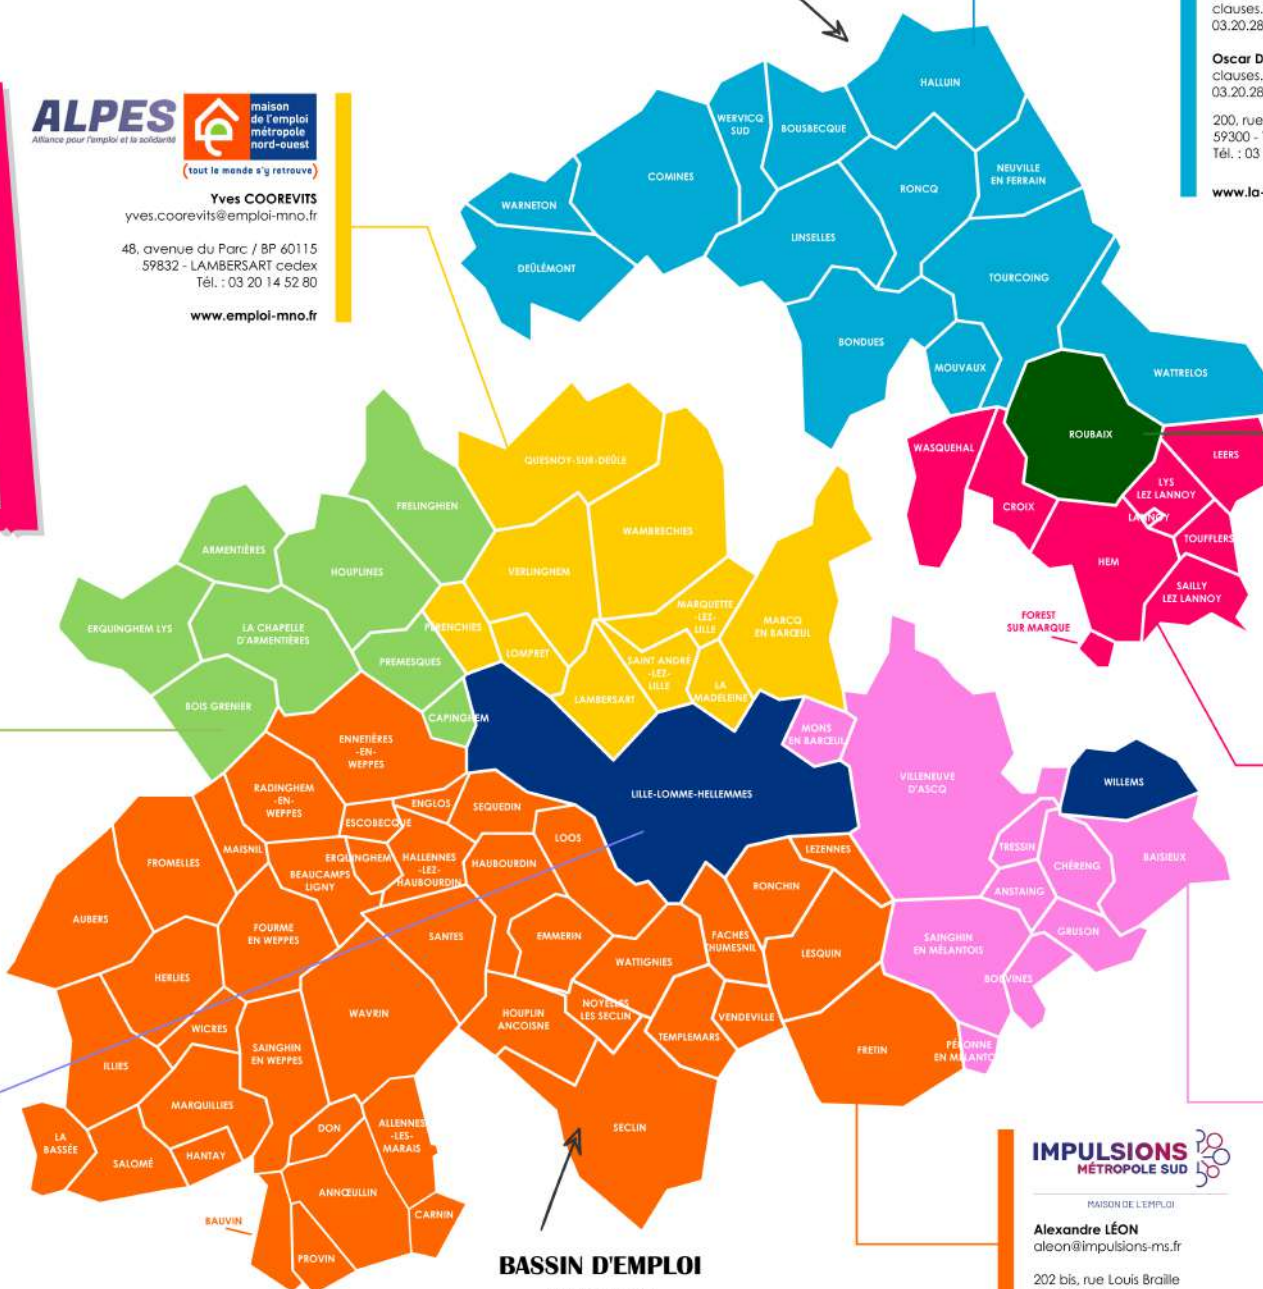 clauses.
03.20.28
Oscar D
clauses.
03.20.28
200, rue
59300 -
Tél. : 03
www.la-
ALPES
Alliance pour l'emploi et la solidarité
maison
de l'emploi
métropole
nord-ouest
(tout le monde s'y retrouve)
Yves COOREVITS
yves.coorevits@emploi-mno.fr
48, avenue du Parc / BP 60115
59832 - LAMBERSART cedex
Tél. : 03 20 14 52 80
www.emploi-mno.fr
HALLUIN
WERVICQ
SUD
BOUSBECQUE
COMINES
RONCQ
NEUVILLE
EN FERRAIN
WARNETON
LINSELLES
DEÛLÉMONT
TOURCOING
BONDUES
MOUVAUX
WATTRELOS
ROUBAIX
WASQUEHAL
LEERS
LYS
LEZ LANNOY
CROIX
LANNOY
TOUFFLERS
HEM
SAILLY
LEZ LANNOY
FOREST
SUR MARQUE
QUESNOY-SUR-DEÛLE
FRELINGHIEN
WAMBRECHIES
ARMENTIÈRES
HOUPLINES
VERLINGHEM
MARQUETTE
-LEZ-
LILLE
MARCQ
EN BARŒUL
ERQUINGHEM LYS
LA CHAPELLE
D'ARMENTIÈRES
PERENCHIES
LOMPRET
PREMESQUES
SAINT ANDRÉ
-LEZ-
LILLE
LA
MADELEINE
LAMBERSART
BOIS GRENIER
CAPINGHEM
MONS
EN BARŒUL
ENNETIÈRES
-EN-
WEPPES
VILLENEUVE
D'ASCQ
WILLEMS
LILLE-LOMME-HELLEMMES
RADINGHEM
-EN-
WEPPES
ENGLOS
SEQUEDIN
ESCOBECQUE
LOOS
FROMELLES
MAISNIL
ERQUINGHEM
BEAUCAMPS
LIGNY
HALLENNES
-LEZ-
HAUBOURDIN
HAUBOURDIN
LEZENNES
TRESSIN
CHÉRENG
BAISIEUX
RONCHIN
ANSTAING
AUBERS
FOURME
EN WEPPES
SANTES
EMMERIN
FACHES
THUMESNIL
WATTIGNIES
LESQUIN
SAINGHIN
EN MÉLANTOIS
GRUSON
BOUVINES
HERLIES
WICRES
WAVRIN
HOUPLIN
ANCOISNE
NOYELLES
LES SECLIN
TEMPLEMARS
VENDEVILLE
FRETIN
PÉRONNE
EN MÉLANTOIS
ILLIES
SAINGHIN
EN WEPPES
MARQUILLIES
LA
BASSÉE
SALOMÉ
HANTAY
DON
ALLENNES
-LES-
MARAIS
SECLIN
ANNŒULLIN
CARNIN
BAUVIN
PROVIN
BASSIN D'EMPLOI
IMPULSIONS
MÉTROPOLE SUD
MAISON DE L'EMPLOI
Alexandre LÉON
aleon@impulsions-ms.fr
202 bis, rue Louis Braille